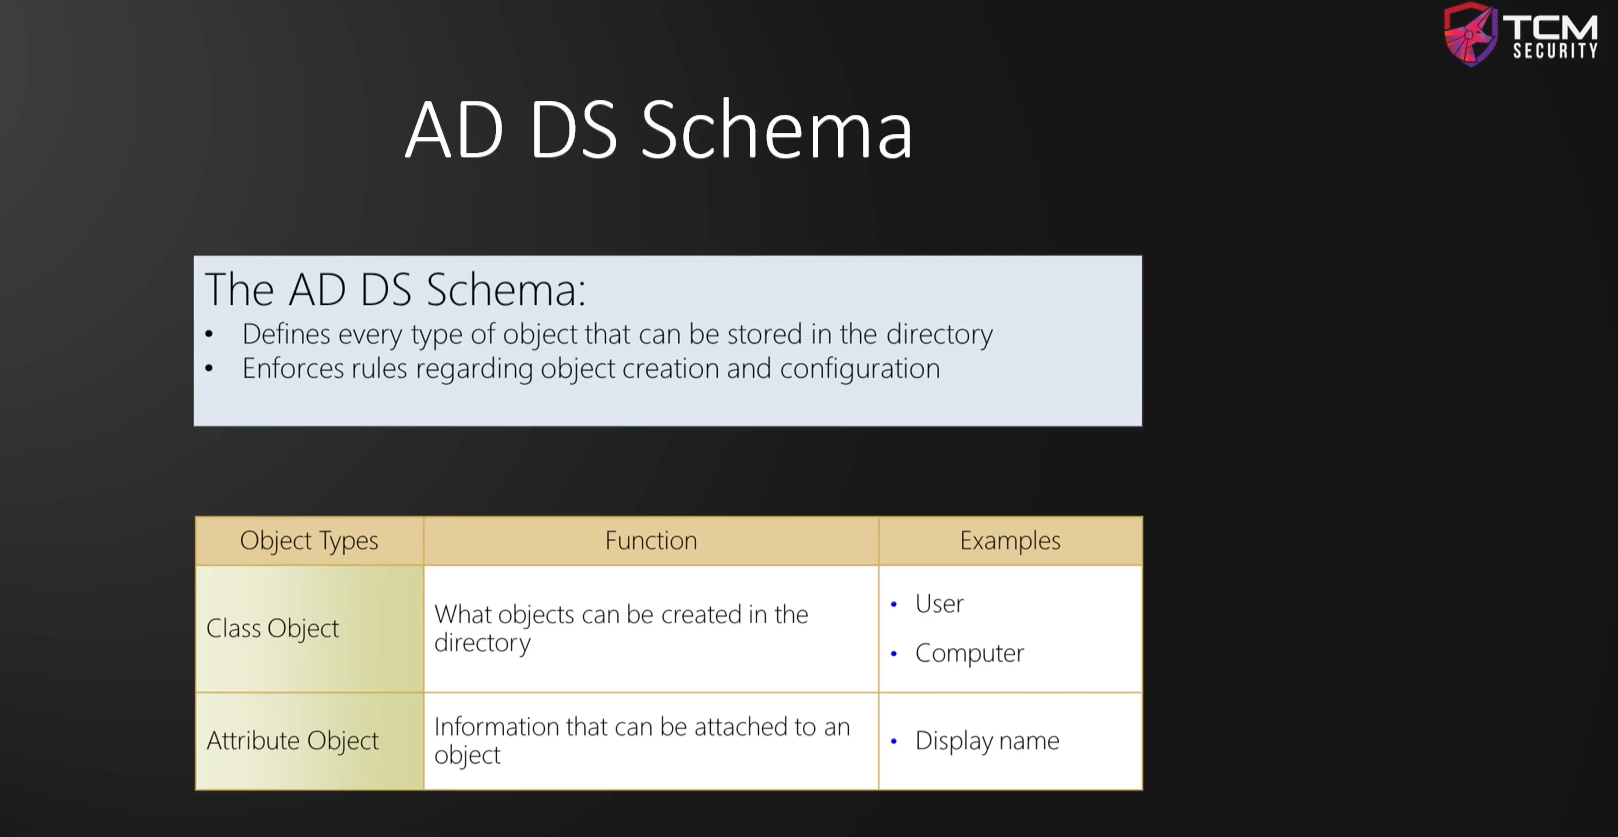 TCM
SECURITY
AD DS Schema
The AD DS Schema:
• Defines every type of object that can be stored in the directory
• Enforces rules regarding object creation and configuration
Object Types
Function
Examples
Class Object
What objects can be created in the
directory
• User
• Computer
Attribute Object
Information that can be attached to an
object
• Display name